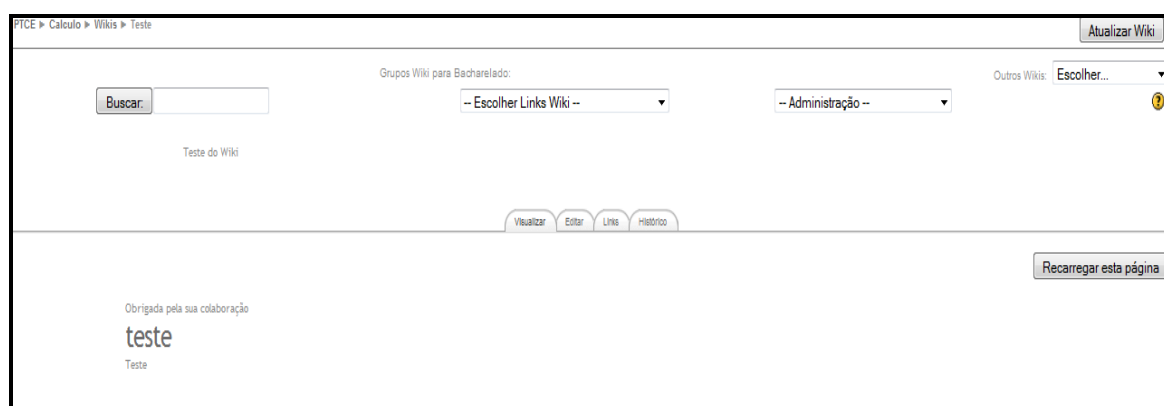 PTCE ► Calculo ► Wikis ► Teste
Atualizar Wiki
Grupos Wiki para Bacharelado:
Outros Wikis: Escolher...
Buscar:
-- Escolher Links Wiki --
-- Administração --
?
Teste do Wiki
Visualizar Editar Links Histórico
Recarregar esta página
Obrigada pela sua colaboração
teste
Teste